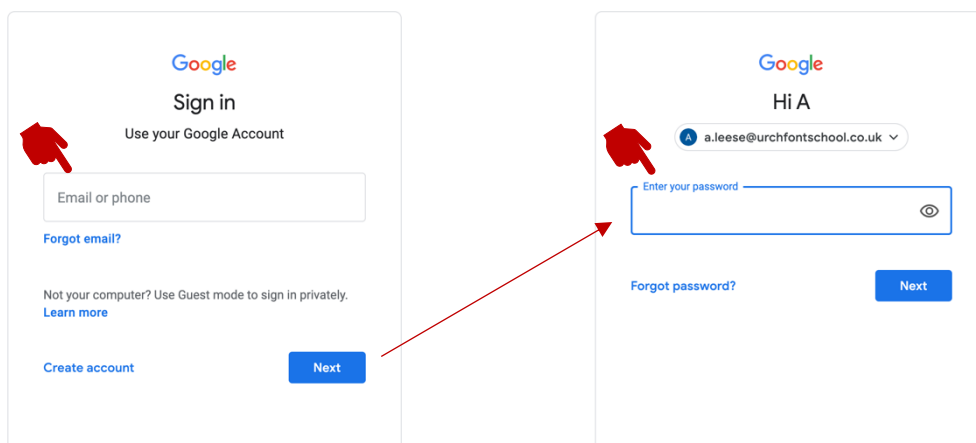 Google
Sign in
Use your Google Account
Email or phone
Forgot email?
Not your computer? Use Guest mode to sign in privately.
Learn more
Create account
Next
Google
Hi A
A a.leese@urchfontschool.co.uk
Enter your password
Forgot password?
Next